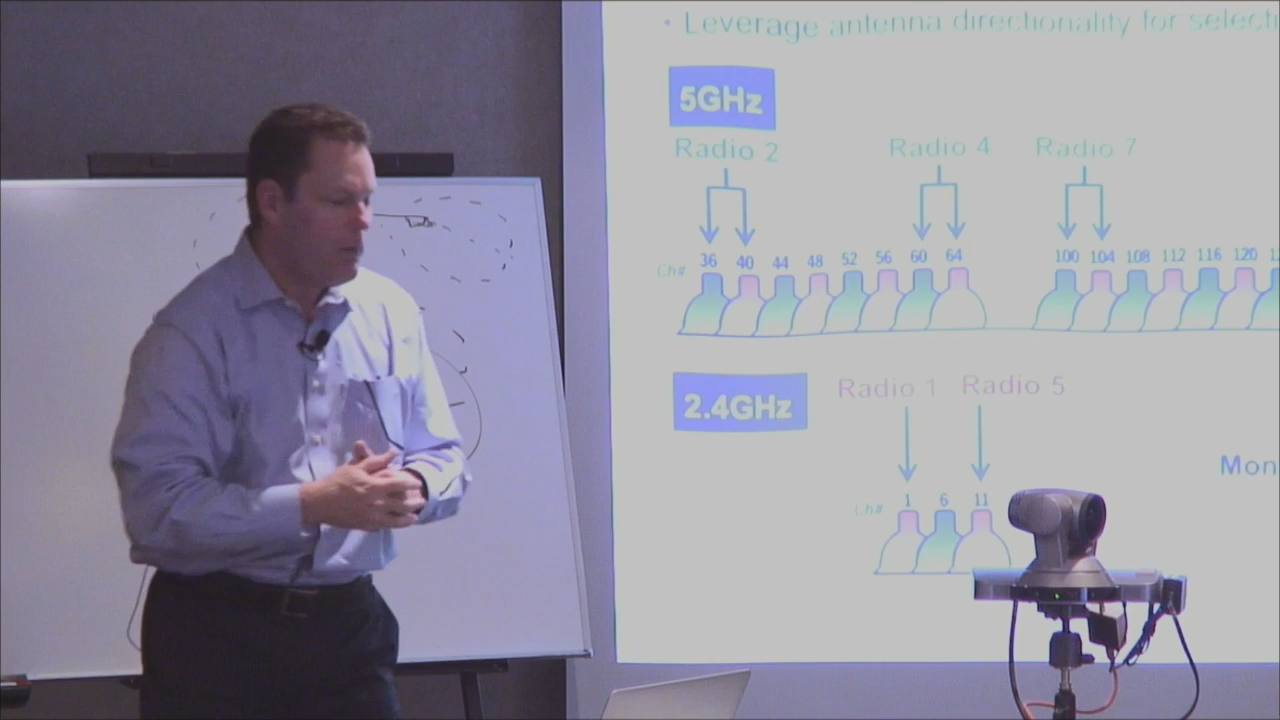 • Leverage antenna directionality for selecti
5GHz
Radio 2 Radio 4 Radio 7
Ch# 36 40 44 48 52 56 60 64 100 104 108 112 116 120
2.4GHz
Radio 1 Radio 5
Mon
Ch# 1 6 11